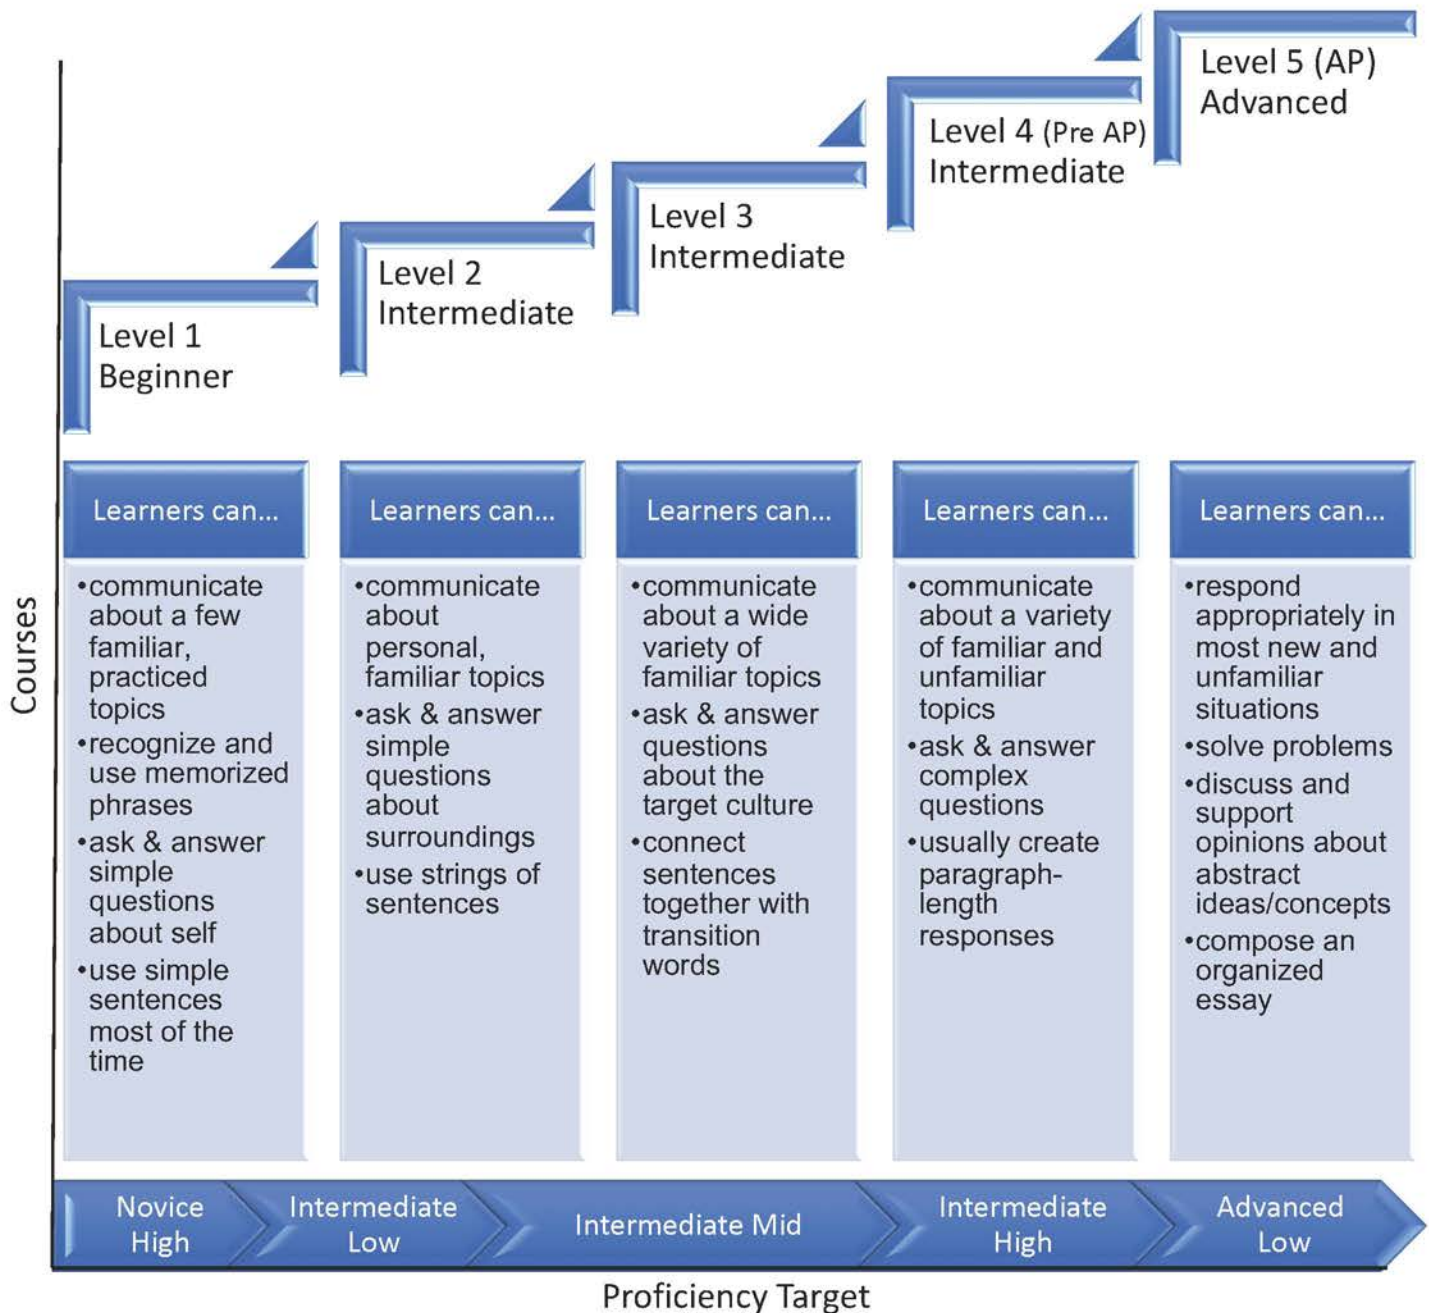 Level 5 (AP)
Advanced
Level 4 (Pre AP)
Intermediate
Level 3
Intermediate
Level 2
Intermediate
Level 1
Beginner
Courses
Learners can...
•communicate
about a few
familiar,
practiced
topics
•recognize and
use memorized
phrases
•ask & answer
simple
questions
about self
•use simple
sentences
most of the
time
Learners can...
•communicate
about
personal,
familiar topics
•ask & answer
simple
questions
about
surroundings
•use strings of
sentences
Learners can...
•communicate
about a wide
variety of
familiar topics
•ask & answer
questions
about the
target culture
•connect
sentences
together with
transition
words
Learners can...
•communicate
about a variety
of familiar and
unfamiliar
topics
•ask & answer
complex
questions
•usually create
paragraph-
length
responses
Learners can...
•respond
appropriately in
most new and
unfamiliar
situations
•solve problems
•discuss and
support
opinions about
abstract
ideas/concepts
•compose an
organized
essay
Novice
High
Intermediate
Low
Intermediate Mid
Intermediate
High
Advanced
Low
Proficiency Target